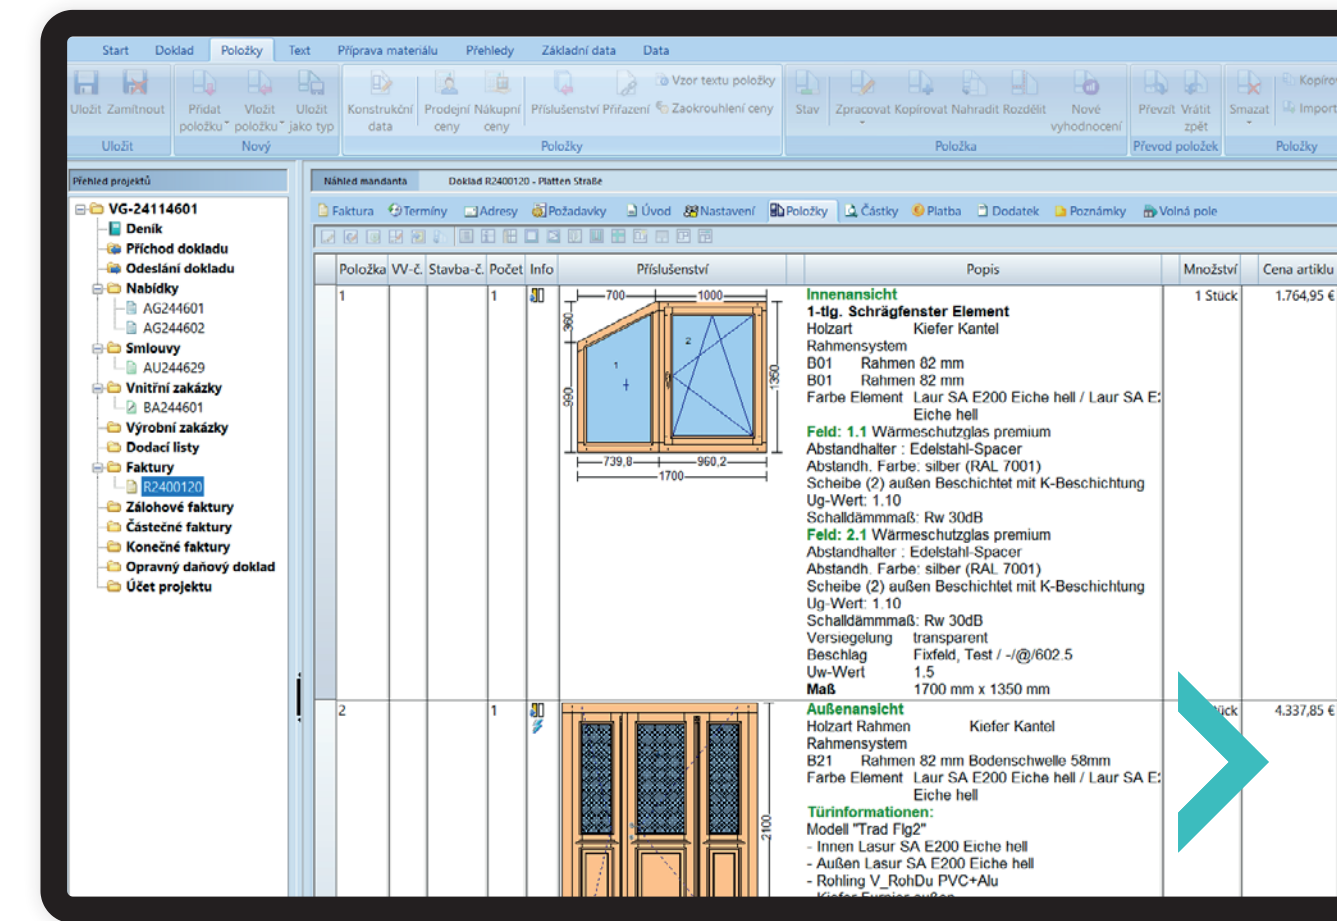 Start Doklad Položky Text Příprava materiálu Přehledy Základní data Data
Uložit Zamítnout Přidat položku Vložit položku Uložit jako typ Konstrukční data Prodejní ceny Nákupní ceny Příslušenství Přiřazení Vzor textu položky Zaokrouhlení ceny Stav Zpracovat Kopírovat Nahradit Rozdělit Nové vyhodnocení Převzít Vrátit zpět Smazat Import
Uložit Nový Položky Položka Převod položek Položky
Přehled projektů
VG-24114601
Deník
Příchod dokladu
Odeslání dokladu
Nabídky
AG244601
AG244602
Smlouvy
AU244629
Vnitřní zakázky
BA244601
Výrobní zakázky
Dodací listy
Faktury
R2400120
Zálohové faktury
Částečné faktury
Konečné faktury
Opravný daňový doklad
Účet projektu
Náhled mandanta Doklad R2400120 - Platten Straße
Faktura Termíny Adresy Požadavky Úvod Nastavení Položky Částky Platba Dodatek Poznámky Volná pole
Položka VV-č. Stavba-č. Počet Info Příslušenství Popis Množství Cena artiklu
1 1 1 Stück 1.764,95 €
700 1000
360
990
1350
1
2
739,8 960,2
1700
Innenansicht
1-tlg. Schrägfenster Element
Holzart Kiefer Kantel
Rahmensystem
B01 Rahmen 82 mm
B01 Rahmen 82 mm
Farbe Element Laur SA E200 Eiche hell / Laur SA E
Eiche hell
Feld: 1.1 Wärmeschutzglas premium
Abstandhalter : Edelstahl-Spacer
Abstandh. Farbe: silber (RAL 7001)
Scheibe (2) außen Beschichtet mit K-Beschichtung
Ug-Wert: 1.10
Schalldämmmaß: Rw 30dB
Feld: 2.1 Wärmeschutzglas premium
Abstandhalter : Edelstahl-Spacer
Abstandh. Farbe: silber (RAL 7001)
Scheibe (2) außen Beschichtet mit K-Beschichtung
Ug-Wert: 1.10
Schalldämmmaß: Rw 30dB
Versiegelung transparent
Beschlag Fixfeld, Test / -/@/602.5
Uw-Wert 1.5
Maß 1700 mm x 1350 mm
2 1 4.337,85 €
2100
Außenansicht
Holzart Rahmen Kiefer Kantel
Rahmensystem
B21 Rahmen 82 mm Bodenschwelle 58mm
Farbe Element Laur SA E200 Eiche hell / Laur SA E
Eiche hell
Türinformationen:
Modell "Trad Flg2"
- Innen Lasur SA E200 Eiche hell
- Außen Lasur SA E200 Eiche hell
- Rohling V_RohDu PVC+Alu